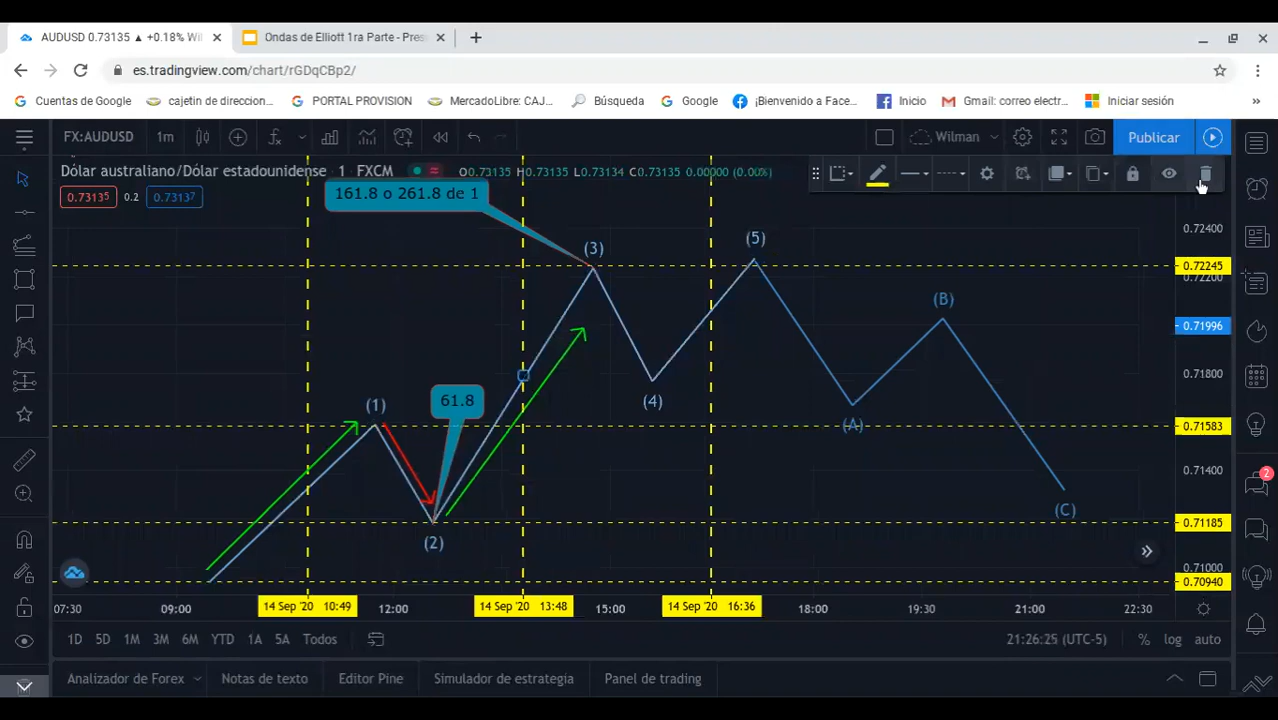 AUDUSD 0.73135 ▲ +0.18% Wi
Ondas de Elliott 1ra Parte - Pres
es.tradingview.com/chart/rGDqCBp2/
Cuentas de Google
cajetin de direccion...
PORTAL PROVISION
MercadoLibre: CAJ...
Búsqueda
Google
¡Bienvenido a Face...
Inicio
Gmail: correo electr...
Iniciar sesión
»
FX:AUDUSD
1m
Wilman
Publicar
Dólar australiano/Dólar estadounidense · 1 · FXCM
O0.73135 H0.73135 L0.73134 C0.73135 0.00000 (0.00%)
0.73135
0.2
0.73137
161.8 o 261.8 de 1
(3)
(5)
0.72400
0.72245
0.72200
(B)
0.71996
0.71800
61.8
(1)
(4)
(A)
0.71583
0.71400
(C)
0.71185
(2)
0.71000
0.70940
07:30
09:00
14 Sep '20 10:49
12:00
14 Sep '20 13:48
15:00
14 Sep '20 16:36
18:00
19:30
21:00
22:30
2
1D
5D
1M
3M
6M
YTD
1A
5A
Todos
21:06:25 (UTC-5)
%
log
auto
Analizador de Forex
Notas de texto
Editor Pine
Simulador de estrategia
Panel de trading